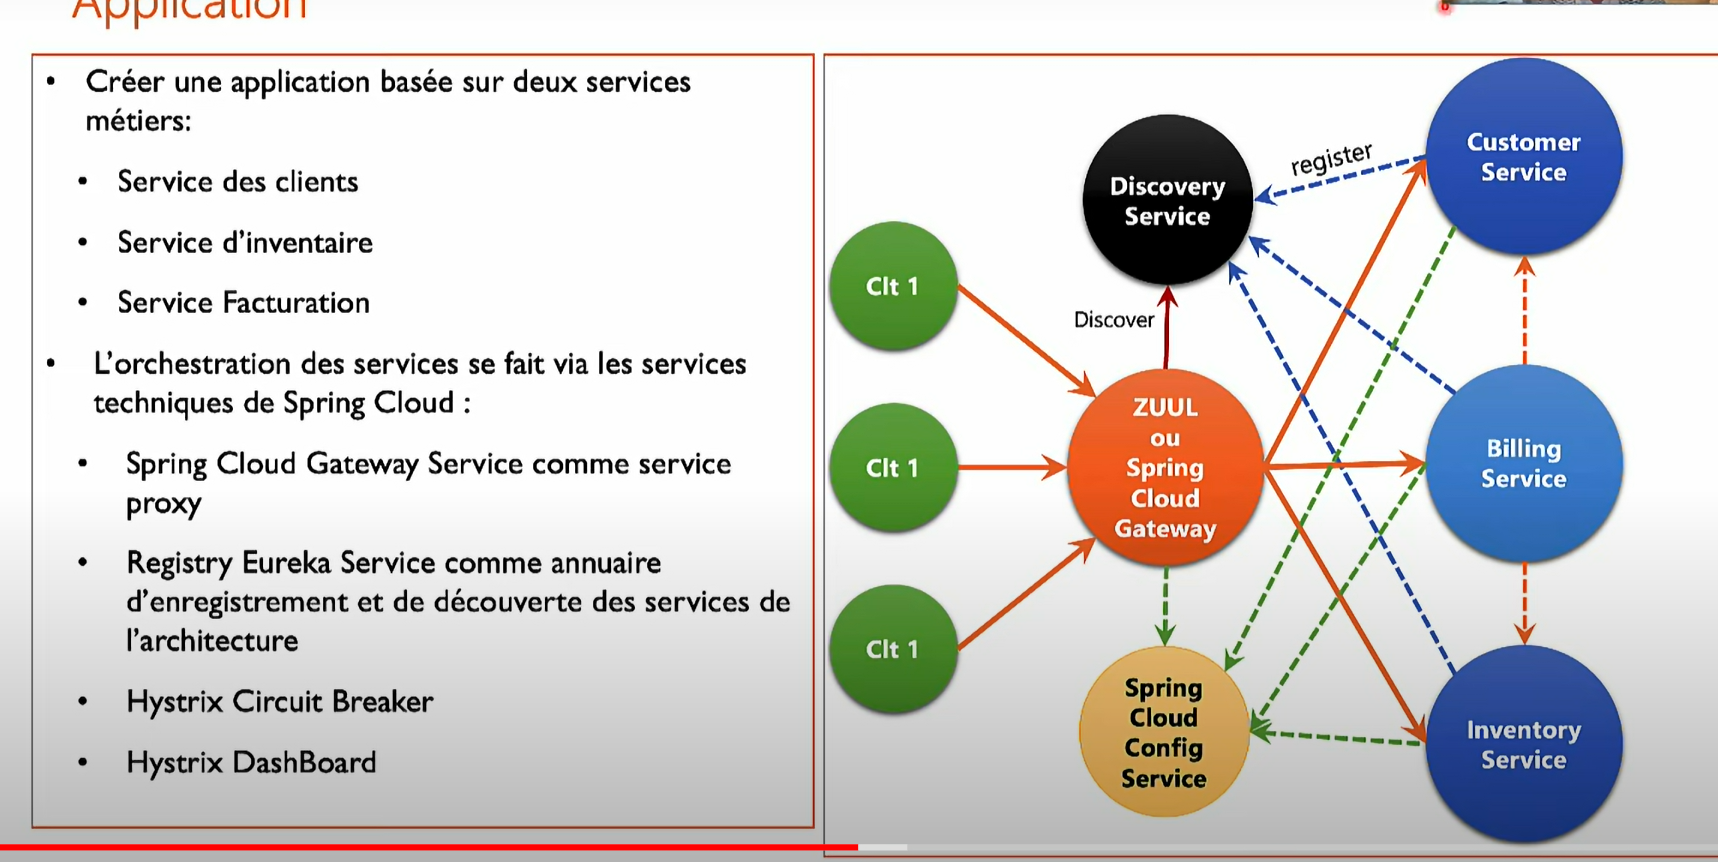 Application
• Créer une application basée sur deux services
métiers:
• Service des clients
• Service d'inventaire
• Service Facturation
• L'orchestration des services se fait via les services
techniques de Spring Cloud :
• Spring Cloud Gateway Service comme service
proxy
• Registry Eureka Service comme annuaire
d'enregistrement et de découverte des services de
l'architecture
• Hystrix Circuit Breaker
• Hystrix DashBoard
Clt 1
Clt 1
Clt 1
Discovery
Service
Discover
register
ZUUL
ou
Spring
Cloud
Gateway
Spring
Cloud
Config
Service
Customer
Service
Billing
Service
Inventory
Service